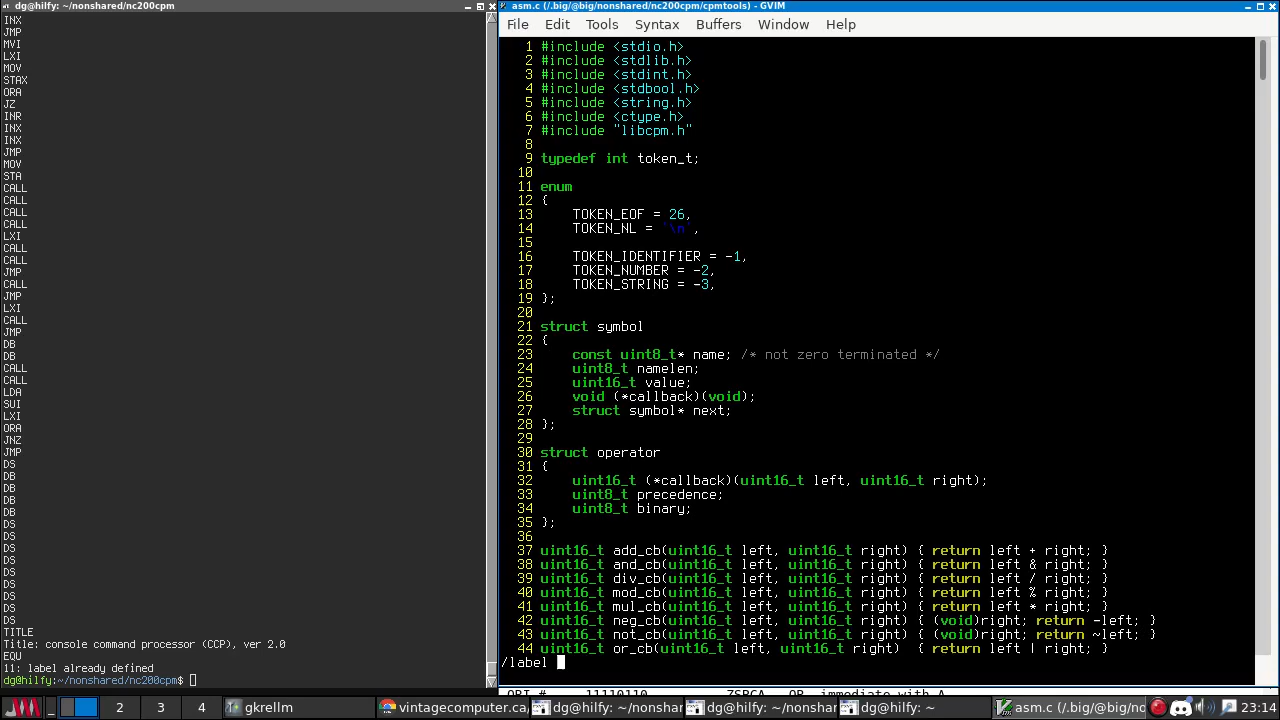 dg@hilfy: ~/nonshared/nc200cpm
INX
JMP
MVI
LXI
MOV
STAX
ORA
JZ
INR
INX
INX
JMP
MOV
STA
CALL
CALL
CALL
CALL
LXI
CALL
CALL
JMP
CALL
JMP
LXI
CALL
JMP
DB
DB
CALL
CALL
LDA
SUI
LXI
ORA
JNZ
JMP
DS
DB
DB
DB
DB
DS
DS
DS
DS
DS
DS
DS
DS
DS
TITLE
Title: console command processor (CCP), ver 2.0
EQU
11: label already defined
dg@hilfy:~/nonshared/nc200cpm$
asm.c (/.big/@big/nonshared/nc200cpm/cpmtools) - GVIM
File Edit Tools Syntax Buffers Window Help
1 #include <stdio.h>
2 #include <stdlib.h>
3 #include <stdint.h>
4 #include <stdbool.h>
5 #include <string.h>
6 #include <ctype.h>
7 #include "libcpm.h"
8
9 typedef int token_t;
10
11 enum
12 {
13     TOKEN_EOF = 26,
14     TOKEN_NL = '\n',
15
16     TOKEN_IDENTIFIER = -1,
17     TOKEN_NUMBER = -2,
18     TOKEN_STRING = -3,
19 };
20
21 struct symbol
22 {
23     const uint8_t* name; /* not zero terminated */
24     uint8_t namelen;
25     uint16_t value;
26     void (*callback)(void);
27     struct symbol* next;
28 };
29
30 struct operator
31 {
32     uint16_t (*callback)(uint16_t left, uint16_t right);
33     uint8_t precedence;
34     uint8_t binary;
35 };
36
37 uint16_t add_cb(uint16_t left, uint16_t right) { return left + right; }
38 uint16_t and_cb(uint16_t left, uint16_t right) { return left & right; }
39 uint16_t div_cb(uint16_t left, uint16_t right) { return left / right; }
40 uint16_t mod_cb(uint16_t left, uint16_t right) { return left % right; }
41 uint16_t mul_cb(uint16_t left, uint16_t right) { return left * right; }
42 uint16_t neg_cb(uint16_t left, uint16_t right) { (void)right; return -left; }
43 uint16_t not_cb(uint16_t left, uint16_t right) { (void)right; return ~left; }
44 uint16_t or_cb(uint16_t left, uint16_t right)  { return left | right; }
/label
ORI # 11110110 ZSPCA OR immediate with A
2 3 4 gkrellm vintagecomputer.ca, dg@hilfy: ~/nonshar dg@hilfy: ~/nonshar dg@hilfy: ~ asm.c (/.big/@big/no 23:14